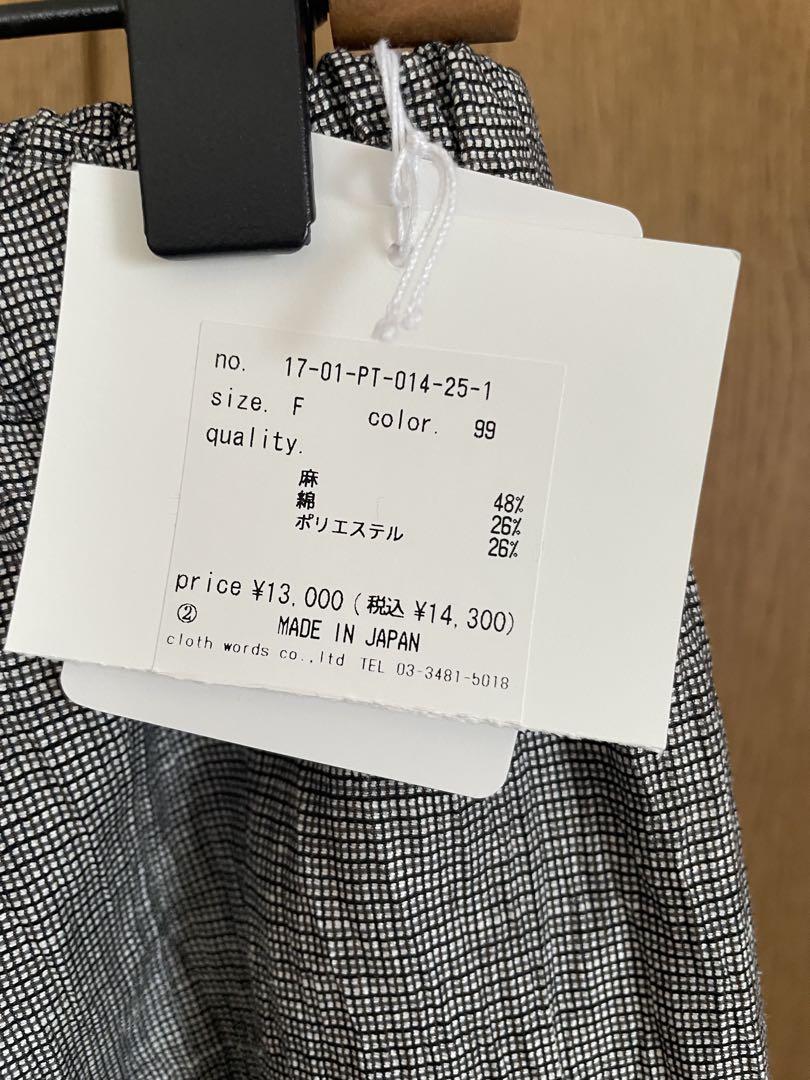 no. 17-01-PT-014-25-1
size. F color. 99
quality.
麻 48%
綿 26%
ポリエステル 26%
price ¥13,000 (税込 ¥14,300)
② MADE IN JAPAN
cloth words co.,ltd TEL 03-3481-5018